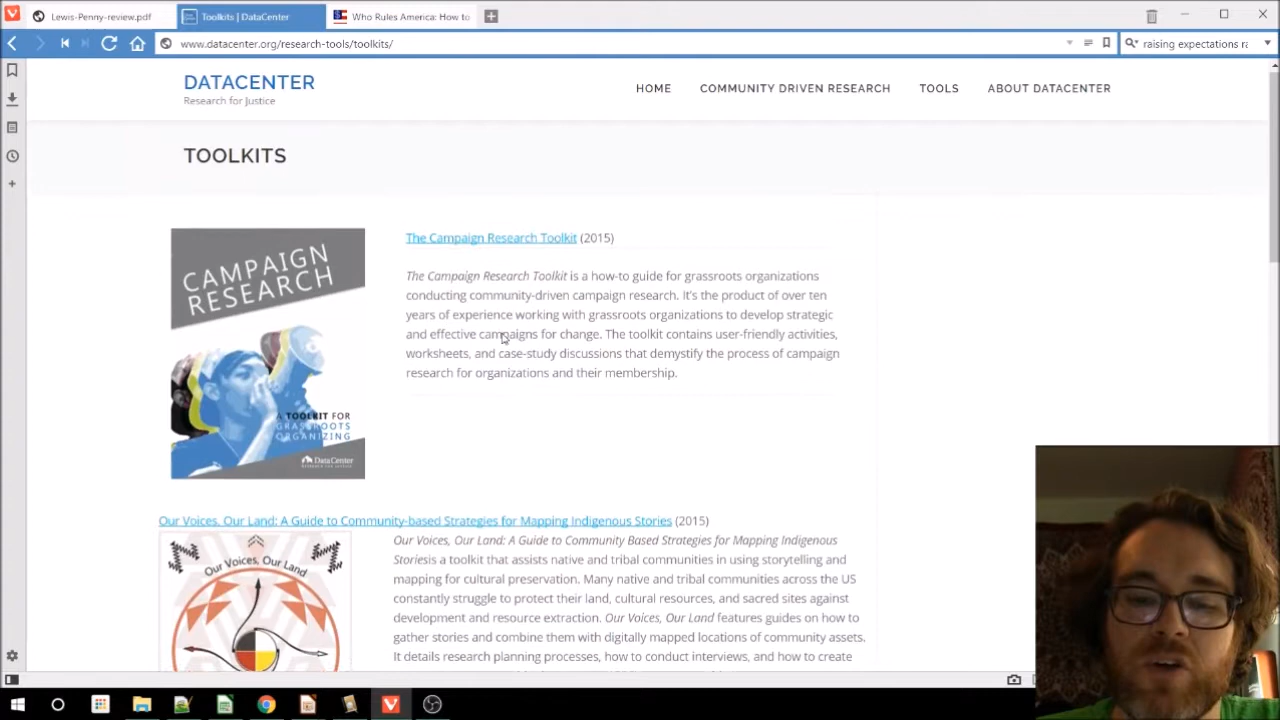 Lewis-Penny-review.pdf
Toolkits | DataCenter
Who Rules America: How to
www.datacenter.org/research-tools/toolkits/
raising expectations ra
DATACENTER
Research for Justice
HOME
COMMUNITY DRIVEN RESEARCH
TOOLS
ABOUT DATACENTER
TOOLKITS
CAMPAIGN
RESEARCH
A TOOLKIT FOR
GRASSROOTS
ORGANIZING
DataCenter
The Campaign Research Toolkit (2015)
The Campaign Research Toolkit is a how-to guide for grassroots organizations
conducting community-driven campaign research. It's the product of over ten
years of experience working with grassroots organizations to develop strategic
and effective campaigns for change. The toolkit contains user-friendly activities,
worksheets, and case-study discussions that demystify the process of campaign
research for organizations and their membership.
Our Voices, Our Land: A Guide to Community-based Strategies for Mapping Indigenous Stories (2015)
Our Voices, Our Land
Our Voices, Our Land: A Guide to Community Based Strategies for Mapping Indigenous
Storiesis a toolkit that assists native and tribal communities in using storytelling and
mapping for cultural preservation. Many native and tribal communities across the US
constantly struggle to protect their land, cultural resources, and sacred sites against
development and resource extraction. Our Voices, Our Land features guides on how to
gather stories and combine them with digitally mapped locations of community assets.
It details research planning processes, how to conduct interviews, and how to create